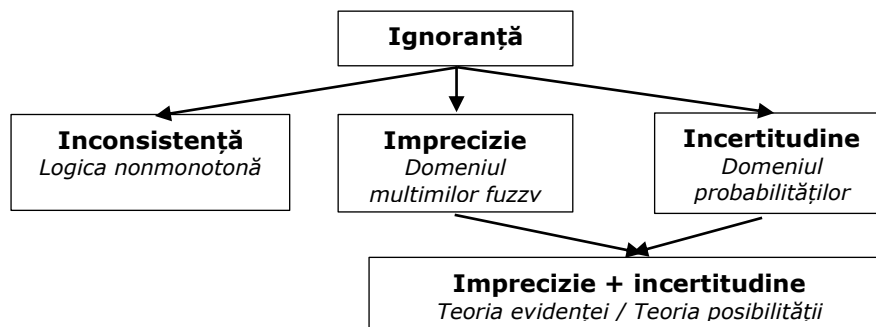 Ignoranță
Inconsistență
Logica nonmonotonă
Imprecizie
Domeniul
multimilor fuzzv
Incertitudine
Domeniul
probabilităților
Imprecizie + incertitudine
Teoria evidenței / Teoria posibilității